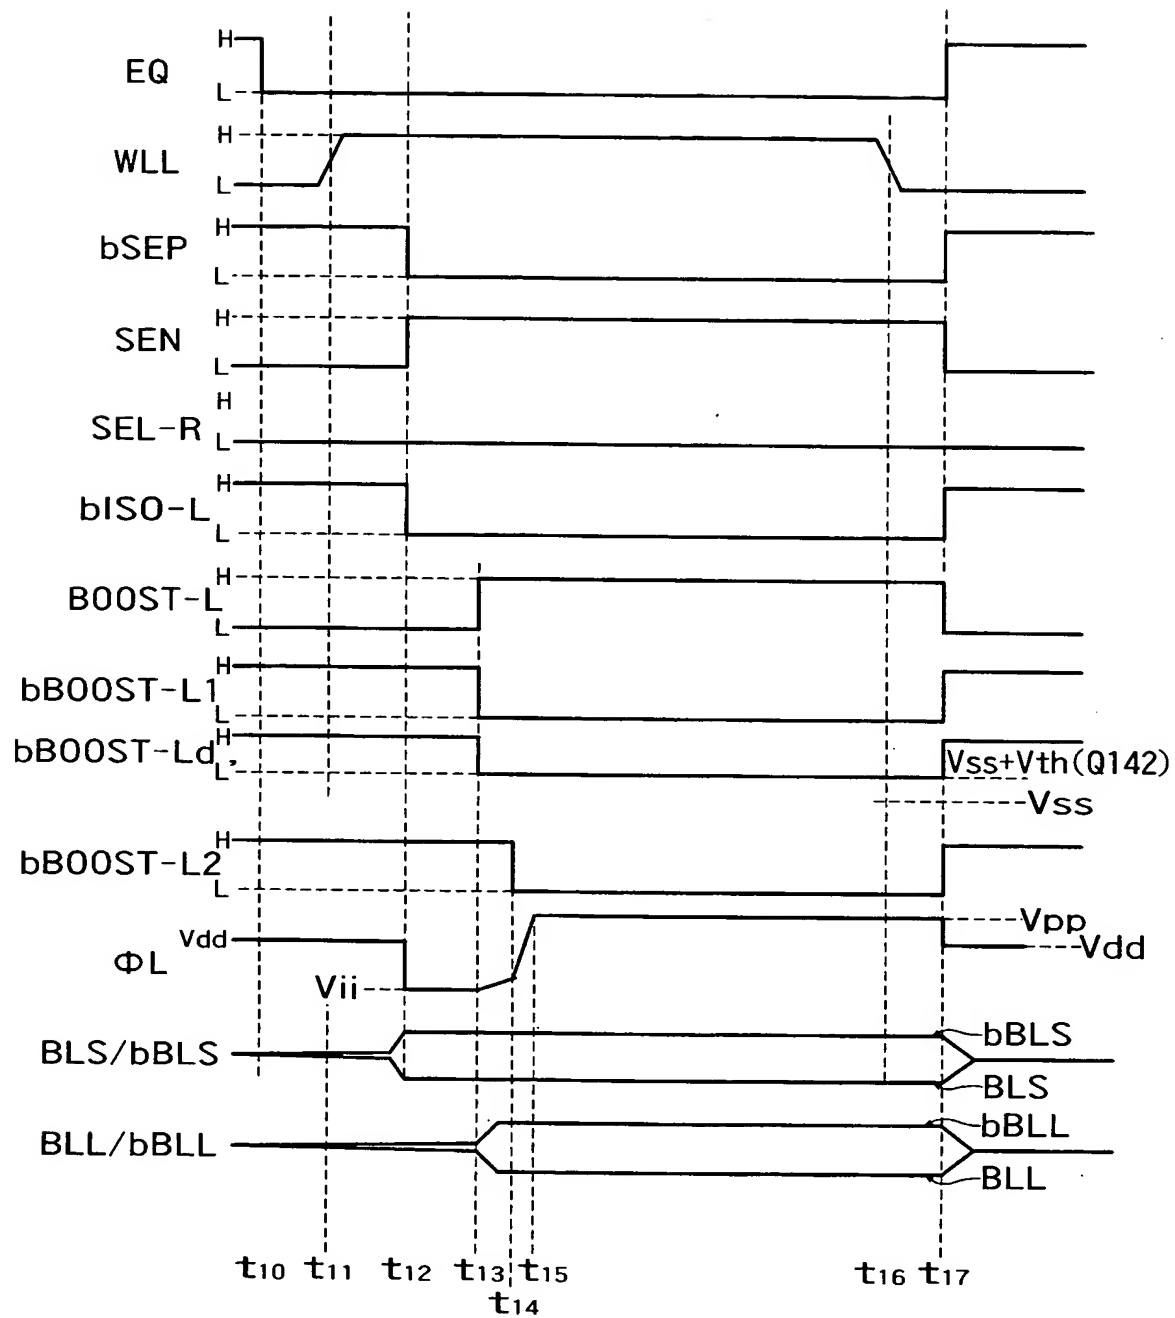 H
EQ
L
H
WLL
L
H
bSEP
L
H
SEN
L
H
SEL-R
L
H
bISO-L
L
H
BOOST-L
L
H
bBOOST-L1
L
H
bBOOST-Ld,
L
Vss+Vth(Q142)
Vss
H
bBOOST-L2
L
Vpp
Vdd
Vdd
ΦL
Vii
bBLS
BLS/bBLS
BLS
bBLL
BLL/bBLL
BLL
t10 t11 t12 t13 t15 t16 t17
t14